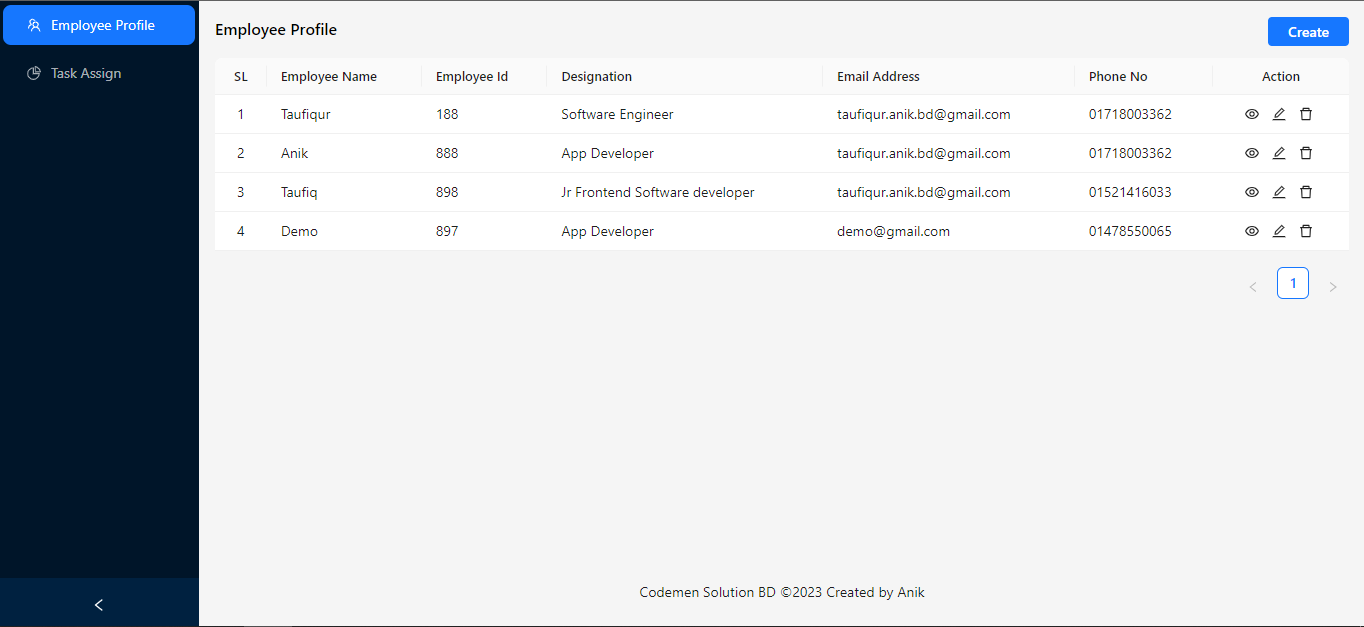 Employee Profile
Task Assign
Employee Profile
Create
SL Employee Name Employee Id Designation Email Address Phone No Action
1 Taufiqur 188 Software Engineer taufiqur.anik.bd@gmail.com 01718003362
2 Anik 888 App Developer taufiqur.anik.bd@gmail.com 01718003362
3 Taufiq 898 Jr Frontend Software developer taufiqur.anik.bd@gmail.com 01521416033
4 Demo 897 App Developer demo@gmail.com 01478550065
1
Codemen Solution BD ©2023 Created by Anik